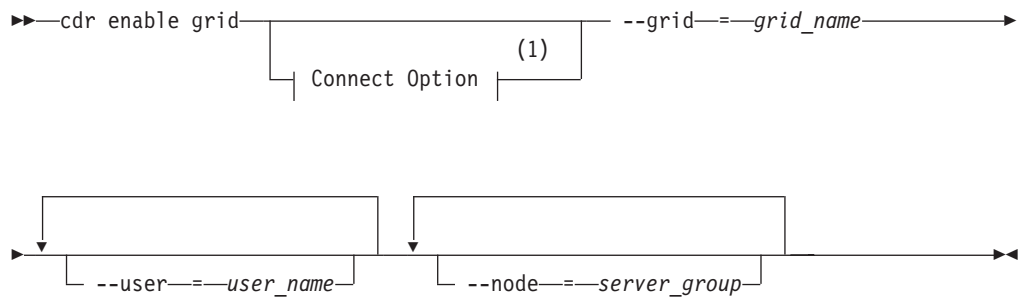 cdr enable grid --grid = grid_name
(1)
Connect Option
--user = user_name --node = server_group